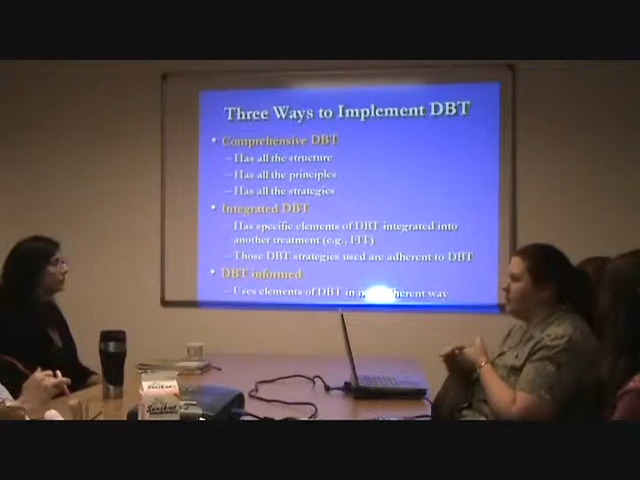 Three Ways to Implement DBT
• Comprehensive DBT
– Has all the structure
– Has all the principles
– Has all the strategies
• Integrated DBT
– Has specific elements of DBT integrated into
another treatment (e.g., FIT)
– Those DBT strategies used are adherent to DBT
• DBT informed
– Uses elements of DBT in herent way
Sunshine